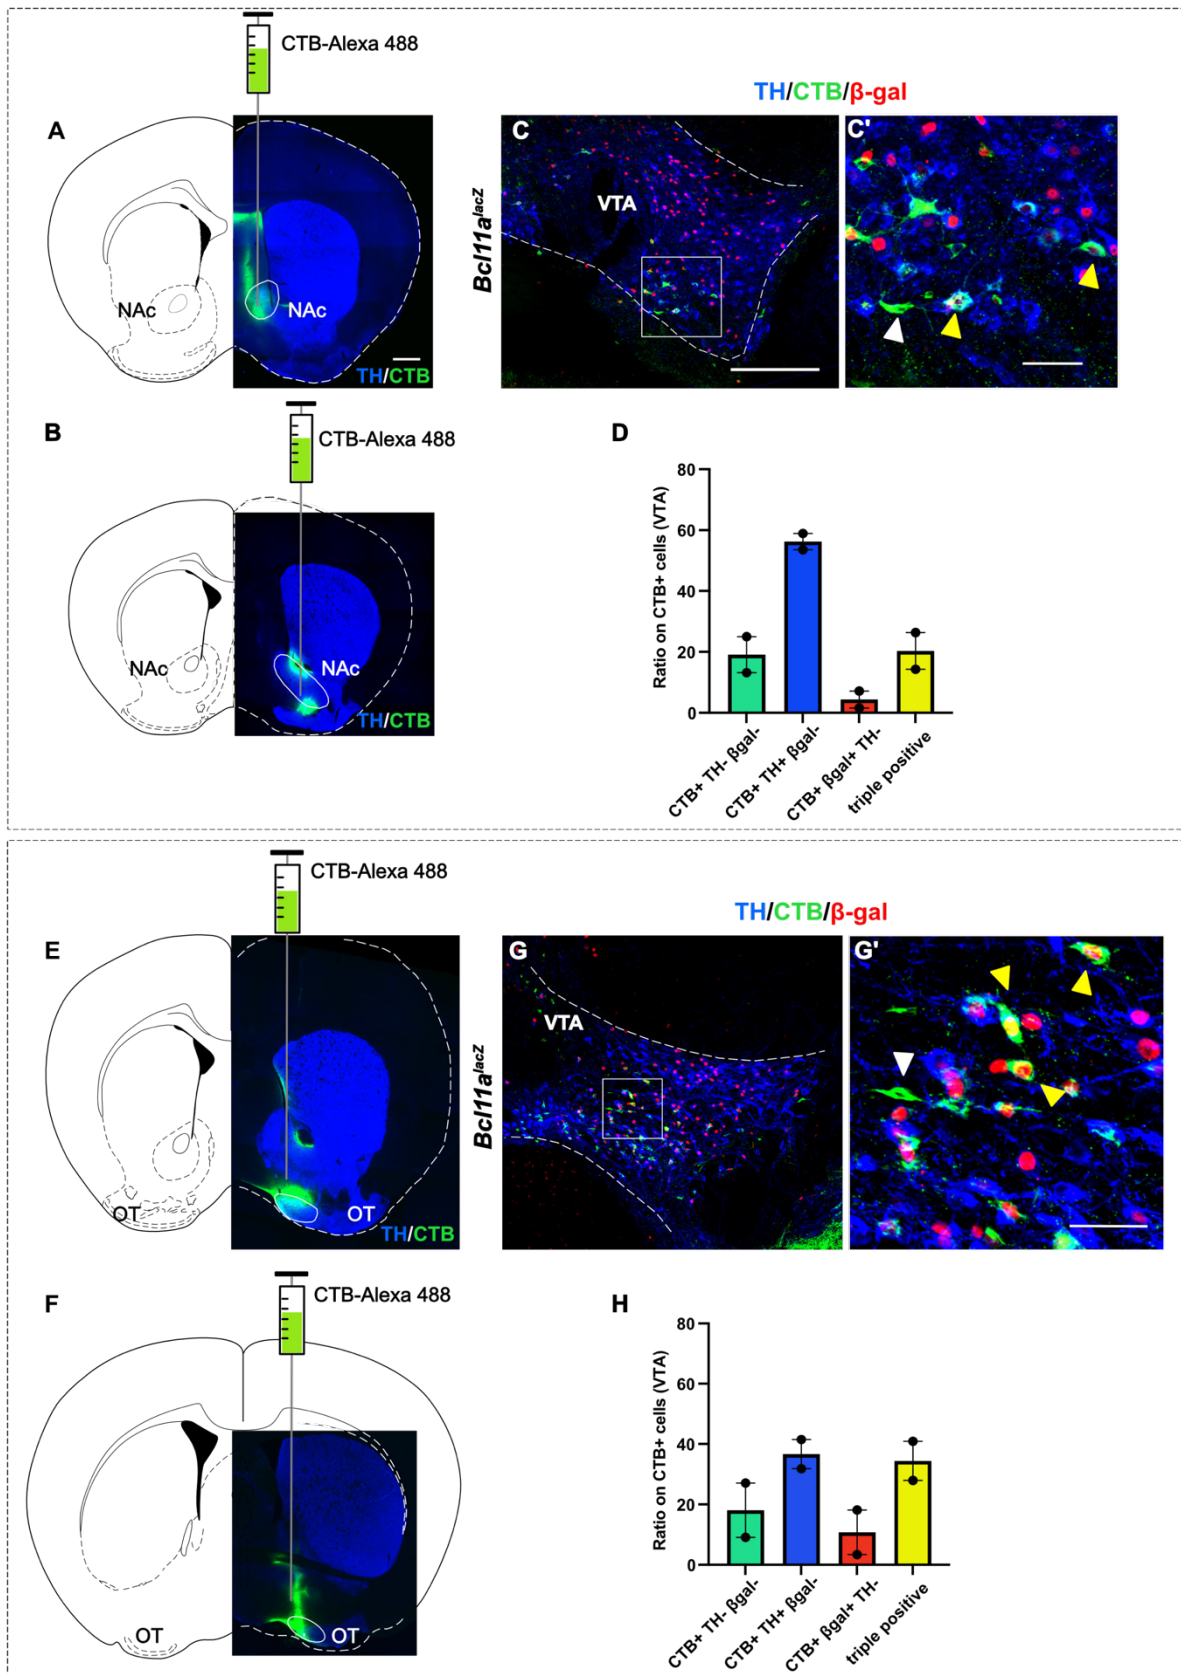 CTB-Alexa 488
A
NAc
NAc
TH/CTB
TH/CTB/β-gal
C
C'
VTA
Bcl11a^lacZ
B
CTB-Alexa 488
NAc
NAc
TH/CTB
D
Ratio on CTB+ cells (VTA)
80
60
40
20
0
CTB+ TH- βgal-
CTB+ TH+ βgal-
CTB+ βgal+ TH-
triple positive
CTB-Alexa 488
E
OT
OT
TH/CTB
TH/CTB/β-gal
G
G'
VTA
Bcl11a^lacZ
F
CTB-Alexa 488
OT
OT
H
Ratio on CTB+ cells (VTA)
80
60
40
20
0
CTB+ TH- βgal-
CTB+ TH+ βgal-
CTB+ βgal+ TH-
triple positive